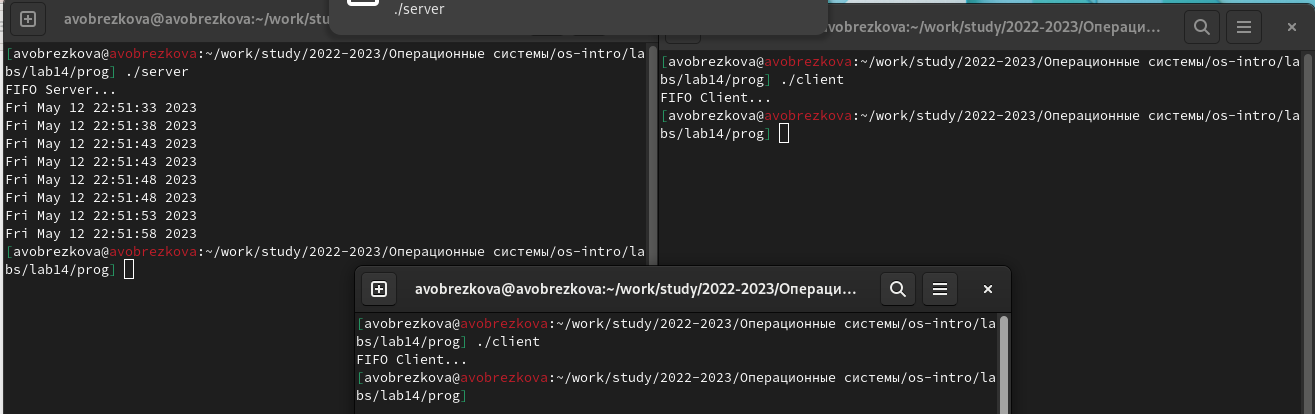 avobrezkova@avobrezkova:~/work/stu
./server
[avobrezkova@avobrezkova:~/work/study/2022-2023/Операционные системы/os-intro/la
bs/lab14/prog] ./server
FIFO Server...
Fri May 12 22:51:33 2023
Fri May 12 22:51:38 2023
Fri May 12 22:51:43 2023
Fri May 12 22:51:43 2023
Fri May 12 22:51:48 2023
Fri May 12 22:51:48 2023
Fri May 12 22:51:53 2023
Fri May 12 22:51:58 2023
[avobrezkova@avobrezkova:~/work/study/2022-2023/Операционные системы/os-intro/la
bs/lab14/prog]
avobrezkova:~/work/study/2022-2023/Операци...
[avobrezkova@avobrezkova:~/work/study/2022-2023/Операционные системы/os-intro/la
bs/lab14/prog] ./client
FIFO Client...
[avobrezkova@avobrezkova:~/work/study/2022-2023/Операционные системы/os-intro/la
bs/lab14/prog]
avobrezkova@avobrezkova:~/work/study/2022-2023/Операци...
[avobrezkova@avobrezkova:~/work/study/2022-2023/Операционные системы/os-intro/la
bs/lab14/prog] ./client
FIFO Client...
[avobrezkova@avobrezkova:~/work/study/2022-2023/Операционные системы/os-intro/la
bs/lab14/prog]